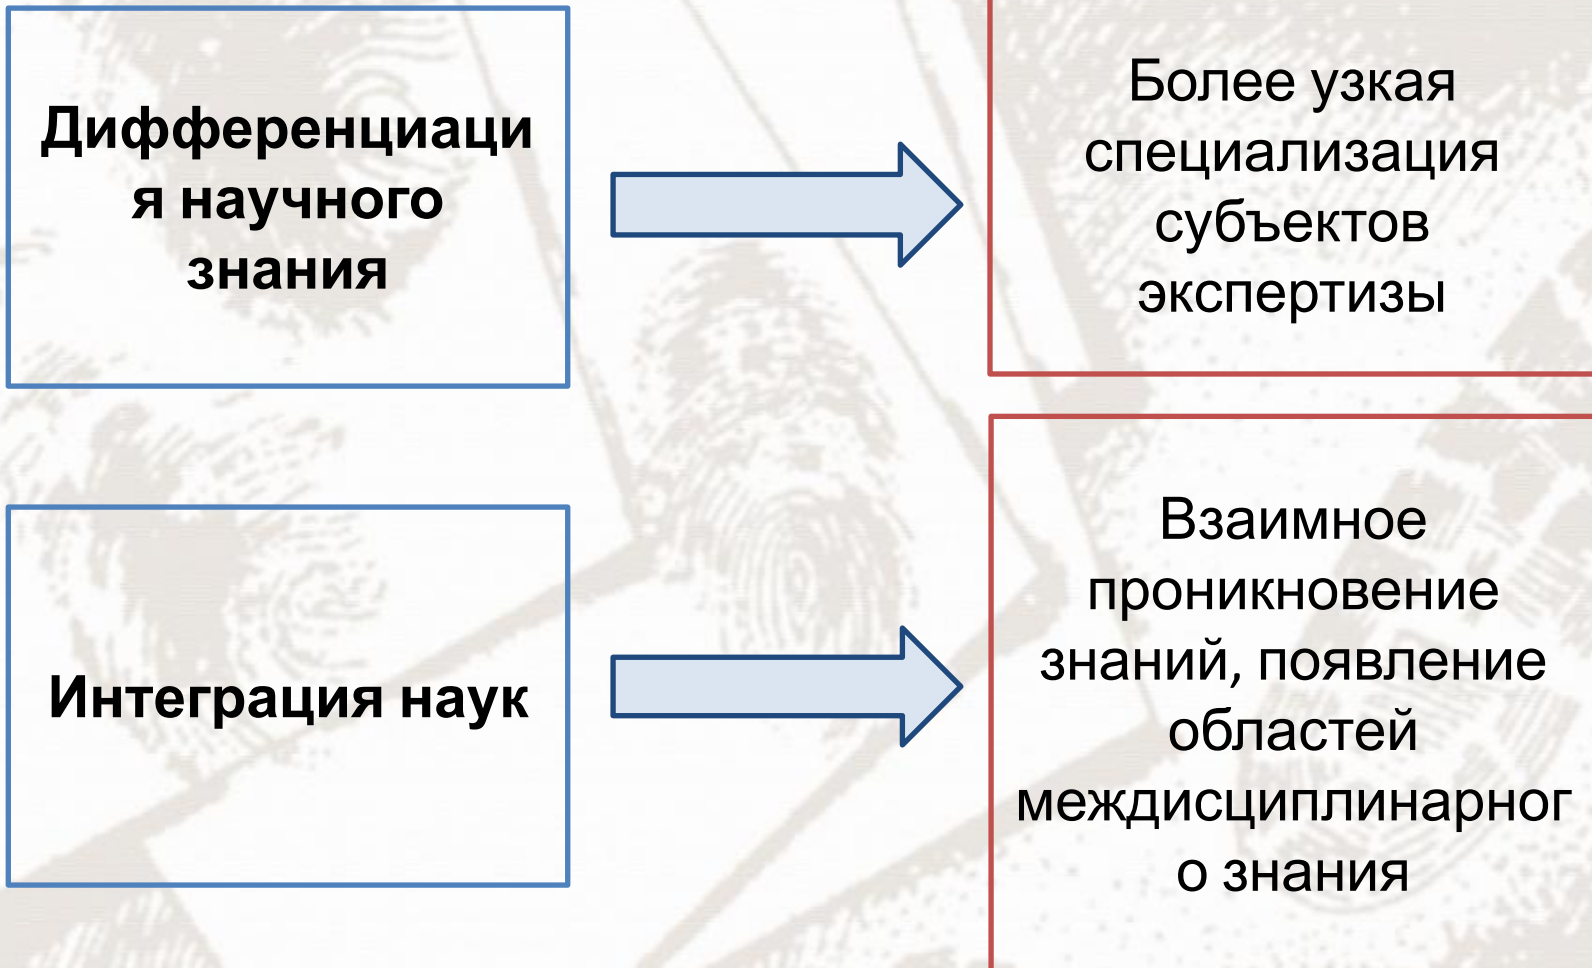 Дифференциаци
я научного
знания
Более узкая
специализация
субъектов
экспертизы
Интеграция наук
Взаимное
проникновение
знаний, появление
областей
междисциплинарног
о знания